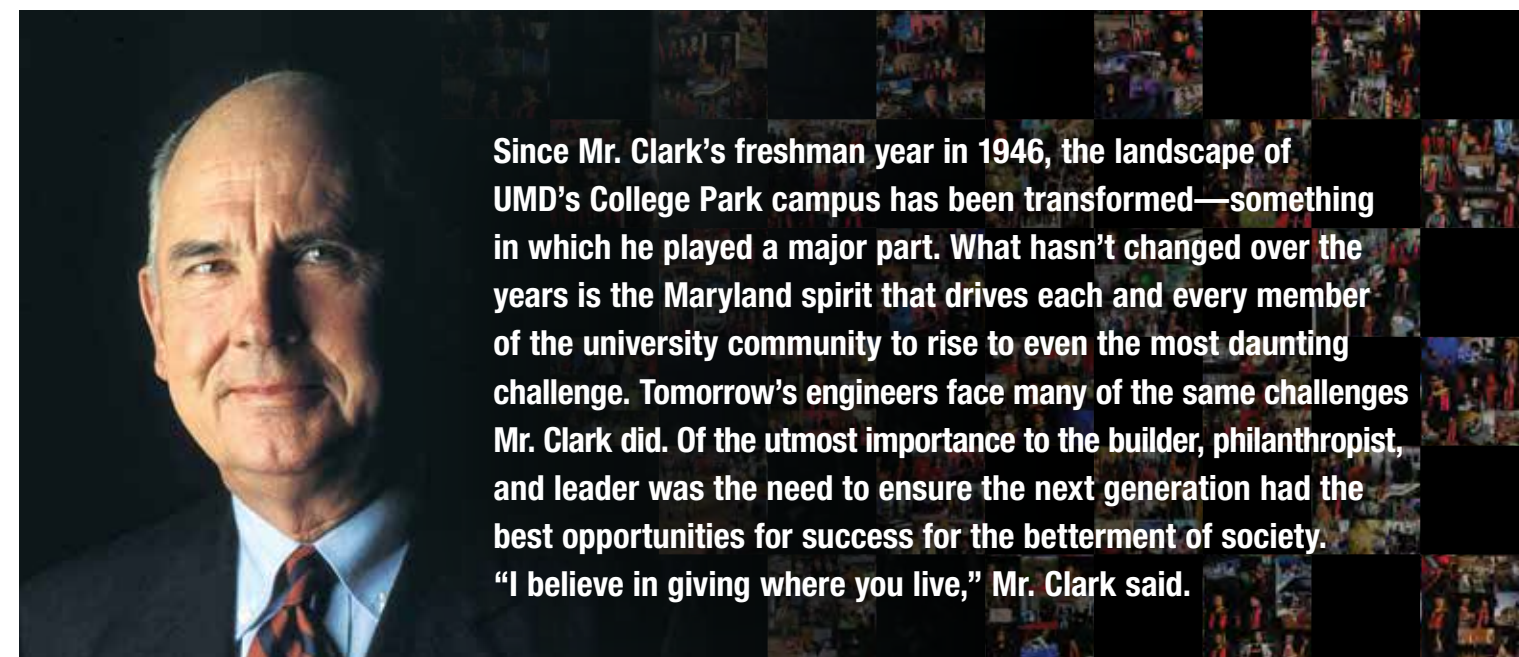 Since Mr. Clark’s freshman year in 1946, the landscape of
UMD’s College Park campus has been transformed—something
in which he played a major part. What hasn’t changed over the
years is the Maryland spirit that drives each and every member
of the university community to rise to even the most daunting
challenge. Tomorrow’s engineers face many of the same challenges
Mr. Clark did. Of the utmost importance to the builder, philanthropist,
and leader was the need to ensure the next generation had the
best opportunities for success for the betterment of society.
“I believe in giving where you live,” Mr. Clark said.